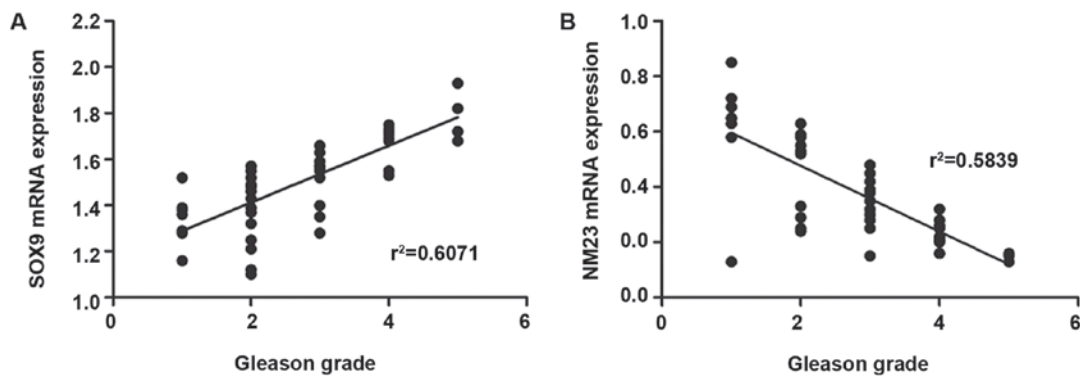 A
SOX9 mRNA expression
2.2
2.0
1.8
1.6
1.4
1.2
1.0
0
2
4
6
r²=0.6071
Gleason grade
B
NM23 mRNA expression
1.0
0.8
0.6
0.4
0.0
0.0
0
2
4
6
r²=0.5839
Gleason grade